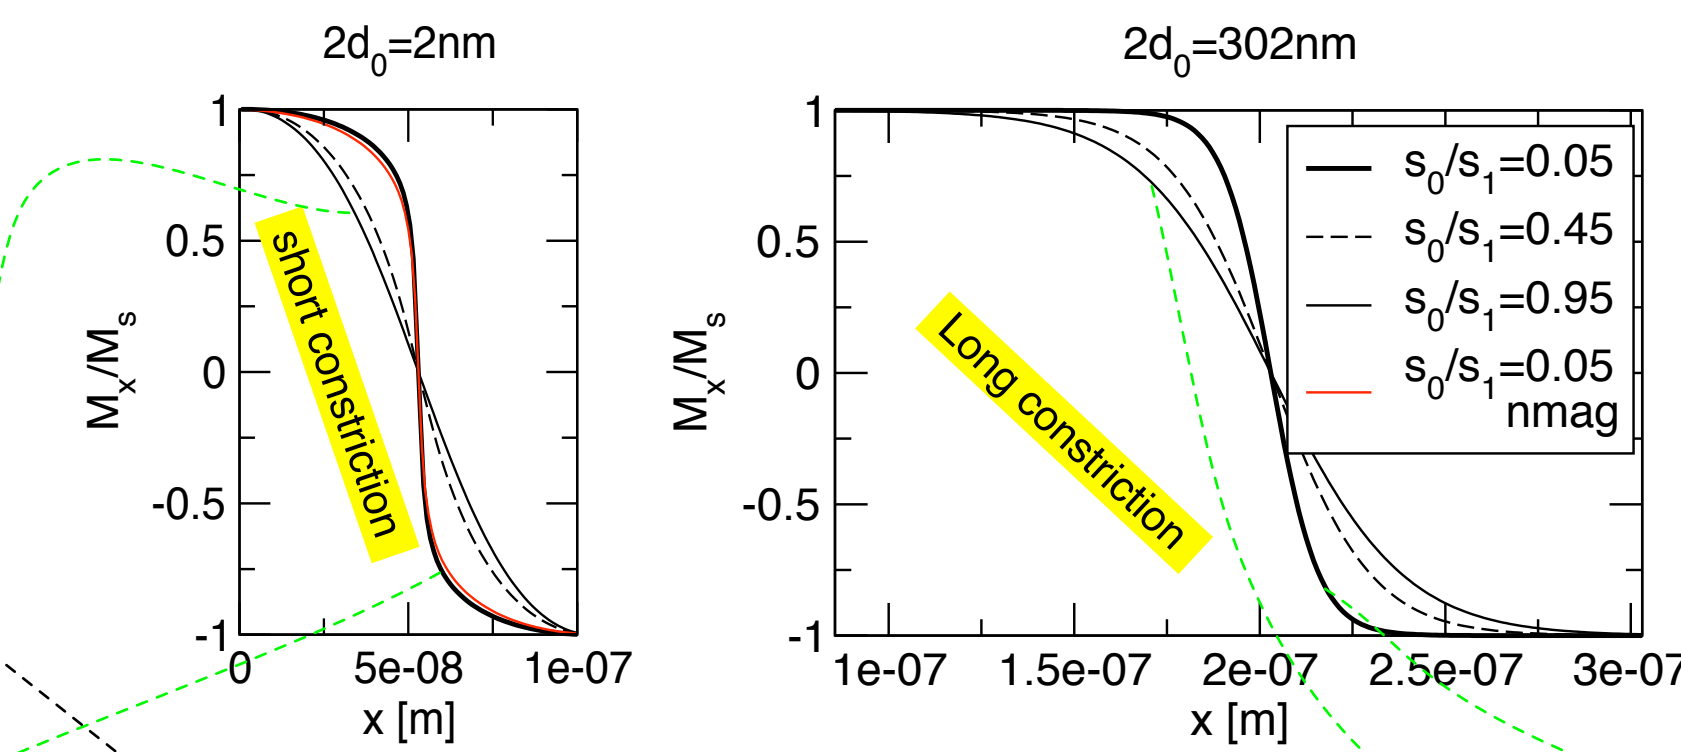 2d0=2nm
2d0=302nm
1
0.5
0
-0.5
-1
Mx/Ms
short constriction
0
5e-08
1e-07
x [m]
1
0.5
0
-0.5
-1
Mx/Ms
Long constriction
s0/s1=0.05
s0/s1=0.45
s0/s1=0.95
s0/s1=0.05
nmag
1e-07
1.5e-07
2e-07
2.5e-07
3e-07
x [m]